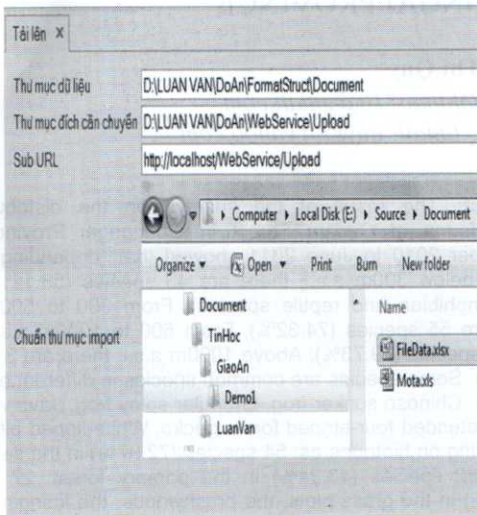 Tải lên ×
Thư mục dữ liệu D:\LUAN VAN\DoAn\FormatStruct\Document
Thư mục đích cần chuyển D:\LUAN VAN\DoAn\WebService\Upload
Sub URL http://localhost/WebService/Upload
Computer ▸ Local Disk (E:) ▸ Source ▸ Document
Organize ▾ Open ▾ Print Burn New folder
Document Name
TinHoc
Chuẩn thư mục import GiaoAn FileData.xlsx
Demo1 Mota.xls
LuanVan